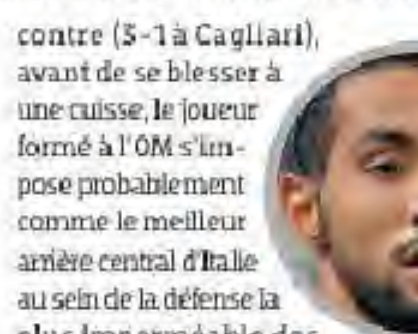 contre (3-1 à Cagliari),
avant de se blesser à
une cuisse, le joueur
formé à l'OM s'im-
pose probablement
comme le meilleur
arrière central d'Italie
au sein de la défense la